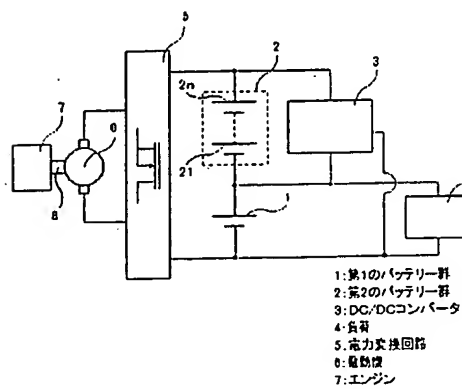 5
2
2n
3
7
6
21
8
1
1:第1のバッテリー群
2:第2のバッテリー群
3:DC/DCコンバータ
4:負荷
5:電力変換回路
6:電動機
7:エンジン